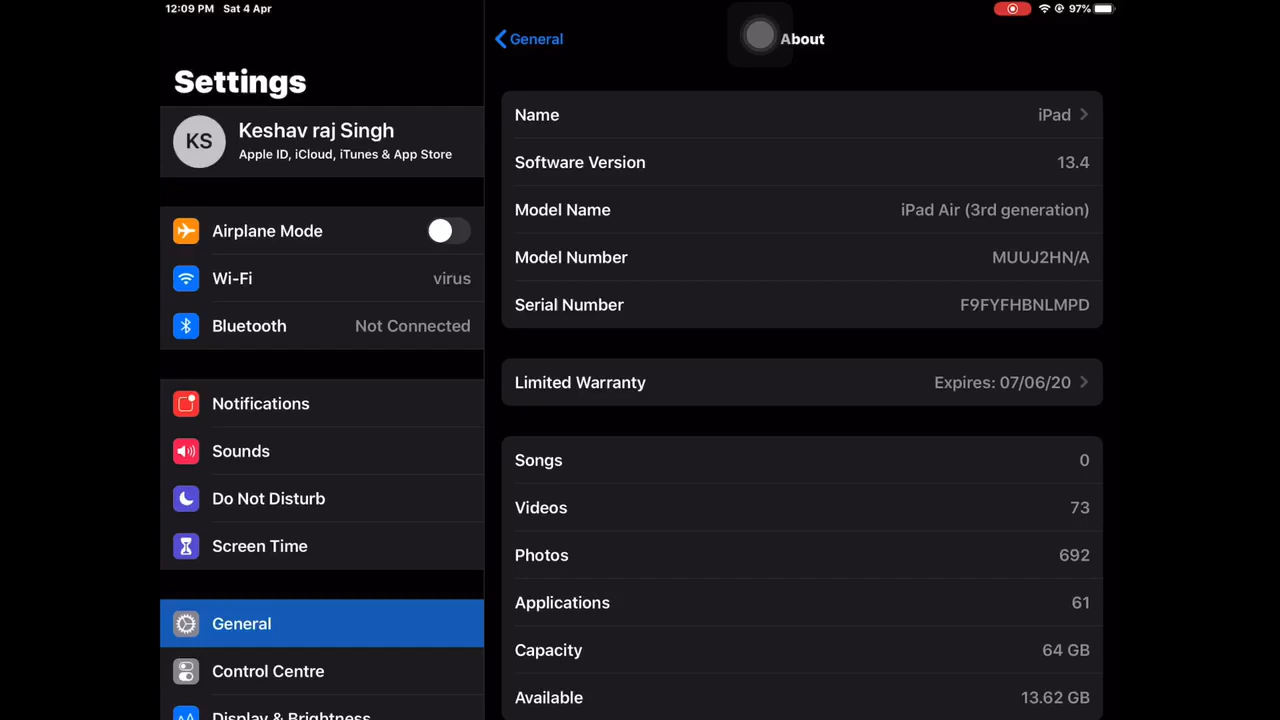 12:09 PM Sat 4 Apr
97%
Settings
KS
Keshav raj Singh
Apple ID, iCloud, iTunes & App Store
Airplane Mode
Wi-Fi virus
Bluetooth Not Connected
Notifications
Sounds
Do Not Disturb
Screen Time
General
Control Centre
AA Display & Brightness
General
About
Name iPad
Software Version 13.4
Model Name iPad Air (3rd generation)
Model Number MUUJ2HN/A
Serial Number F9FYFHBNLMPD
Limited Warranty Expires: 07/06/20
Songs 0
Videos 73
Photos 692
Applications 61
Capacity 64 GB
Available 13.62 GB